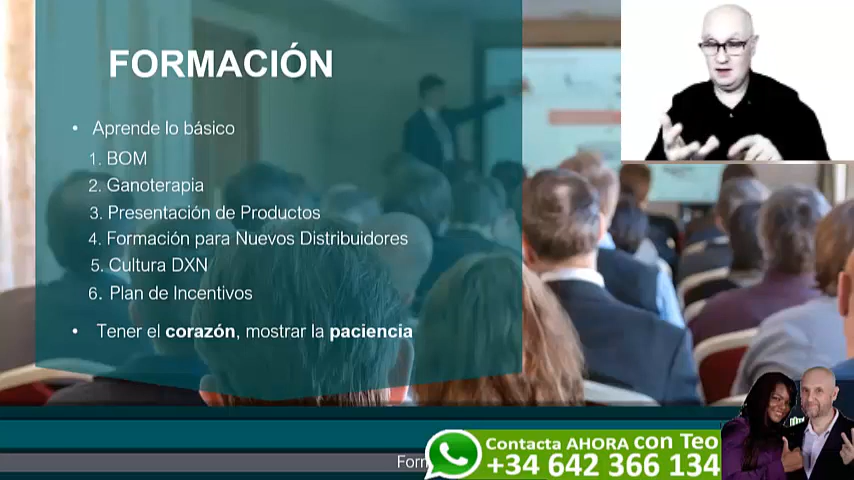 FORMACIÓN
• Aprende lo básico
1. BOM
2. Ganoterapia
3. Presentación de Productos
4. Formación para Nuevos Distribuidores
5. Cultura DXN
6. Plan de Incentivos
• Tener el corazón, mostrar la paciencia
Contacta AHORA con Teo
+34 642 366 134